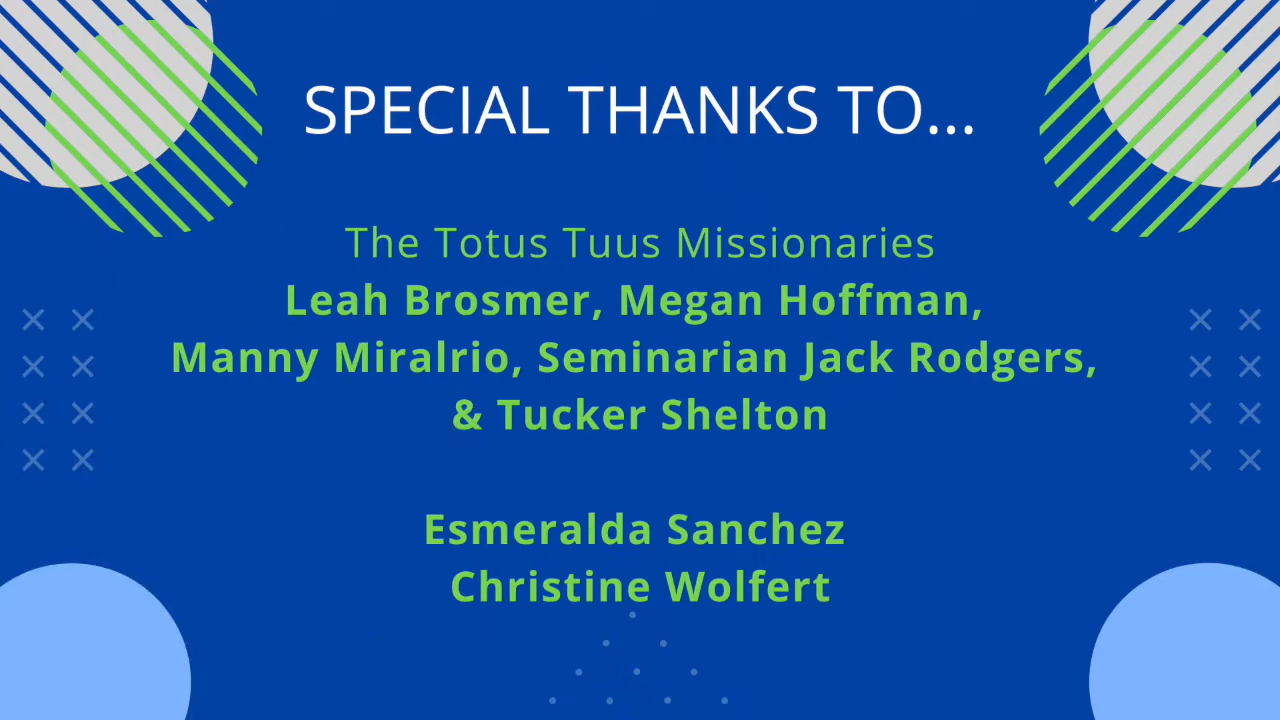 SPECIAL THANKS TO...
The Totus Tuus Missionaries
Leah Brosmer, Megan Hoffman,
Manny Miralrio, Seminarian Jack Rodgers,
& Tucker Shelton
Esmeralda Sanchez
Christine Wolfert